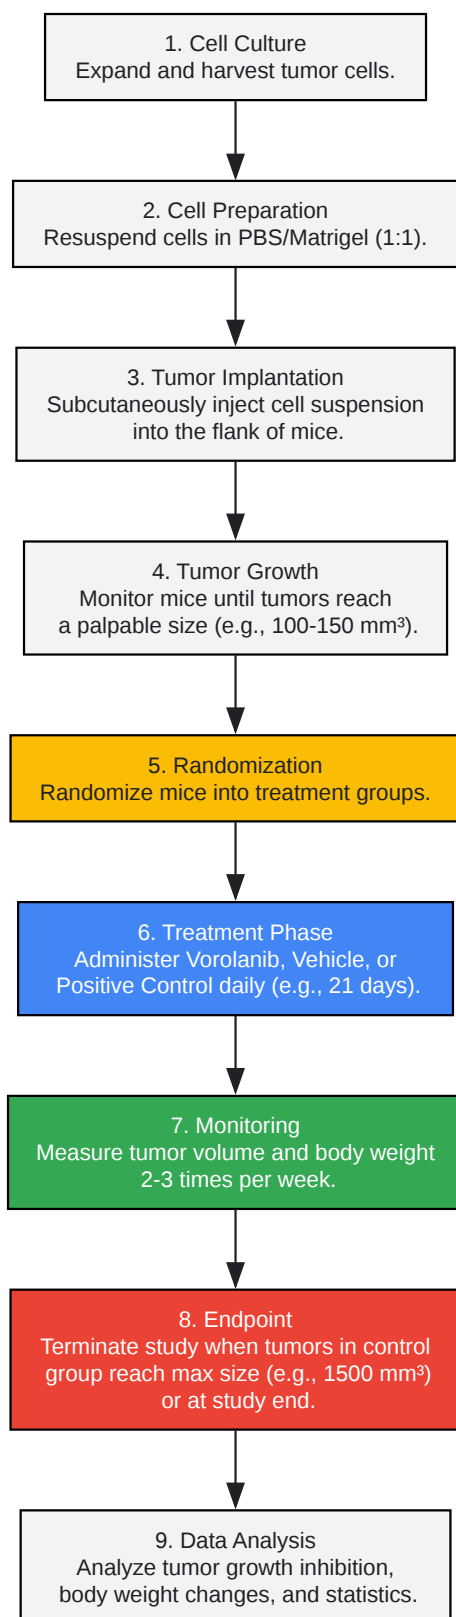 1. Cell Culture
Expand and harvest tumor cells.
2. Cell Preparation
Resuspend cells in PBS/Matrigel (1:1).
3. Tumor Implantation
Subcutaneously inject cell suspension
into the flank of mice.
4. Tumor Growth
Monitor mice until tumors reach
a palpable size (e.g., 100-150 mm³).
5. Randomization
Randomize mice into treatment groups.
6. Treatment Phase
Administer Vorolanib, Vehicle, or
Positive Control daily (e.g., 21 days).
7. Monitoring
Measure tumor volume and body weight
2-3 times per week.
8. Endpoint
Terminate study when tumors in control
group reach max size (e.g., 1500 mm³)
or at study end.
9. Data Analysis
Analyze tumor growth inhibition,
body weight changes, and statistics.